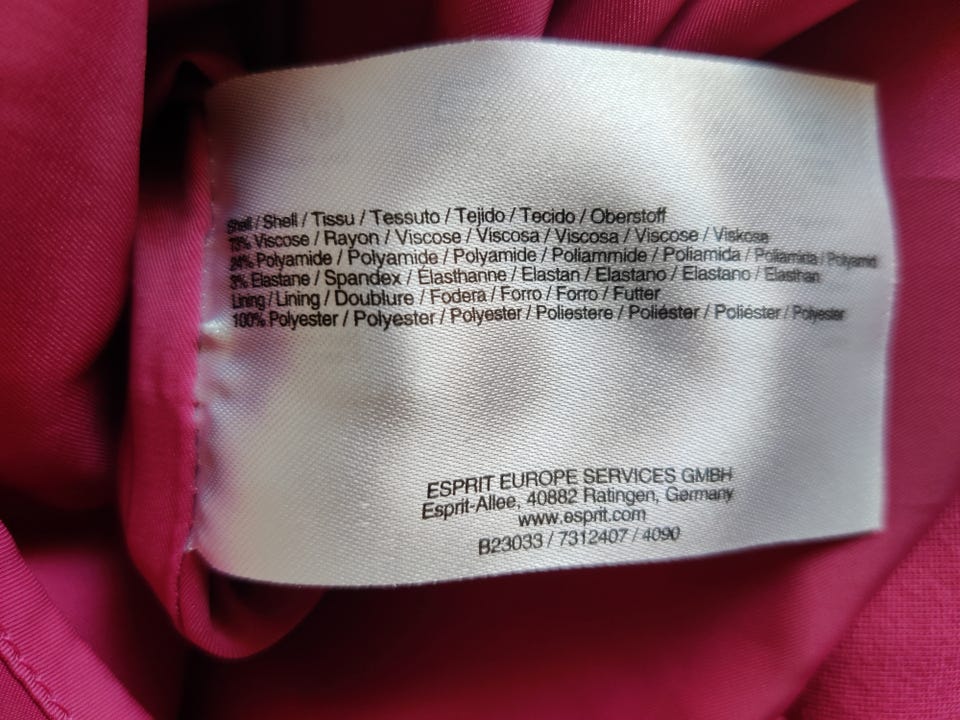 Shell / Shell / Tissu / Tessuto / Tejido / Tecido / Oberstoff
73% Viscose / Rayon / Viscose / Viscosa / Viscosa / Viscose / Viskose
24% Polyamide / Polyamide / Polyamide / Poliammide / Poliamida / Poliamida / Polyamid
3% Elastane / Spandex / Élasthanne / Elastan / Elastano / Elastano / Elasthan
Lining / Lining / Doublure / Fodera / Forro / Forro / Futter
100% Polyester / Polyester / Polyester / Poliestere / Poliéster / Poliéster / Polyester
ESPRIT EUROPE SERVICES GMBH
Esprit-Allee, 40882 Ratingen, Germany
www.esprit.com
B23033 / 7312407 / 4090